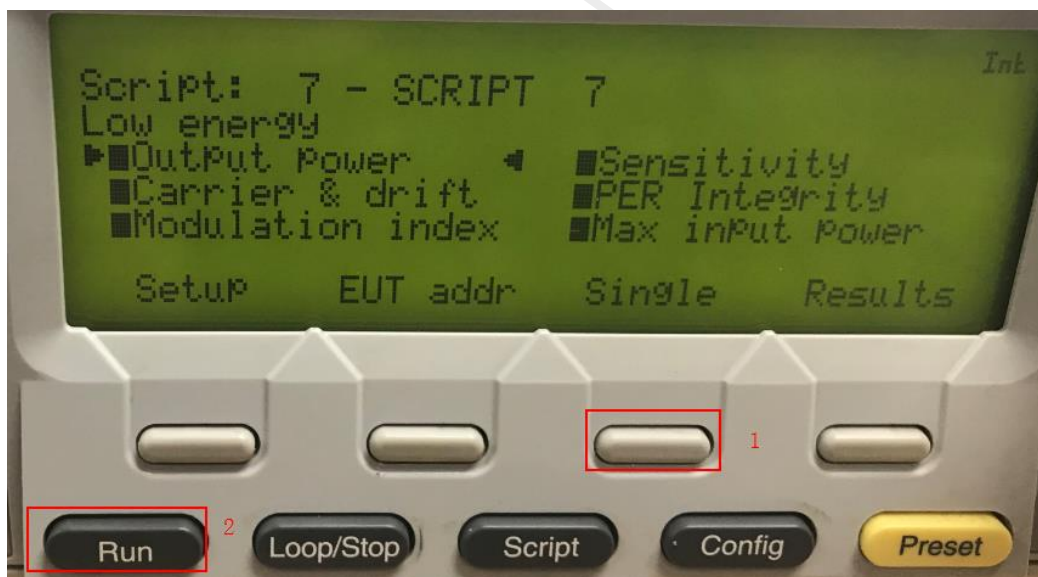 Int
Script: 7 - SCRIPT 7
Low energy
Output power Sensitivity
Carrier & drift PER Integrity
Modulation index Max input power
Setup EUT addr Single Results
1
2
Run Loop/Stop Script Config Preset